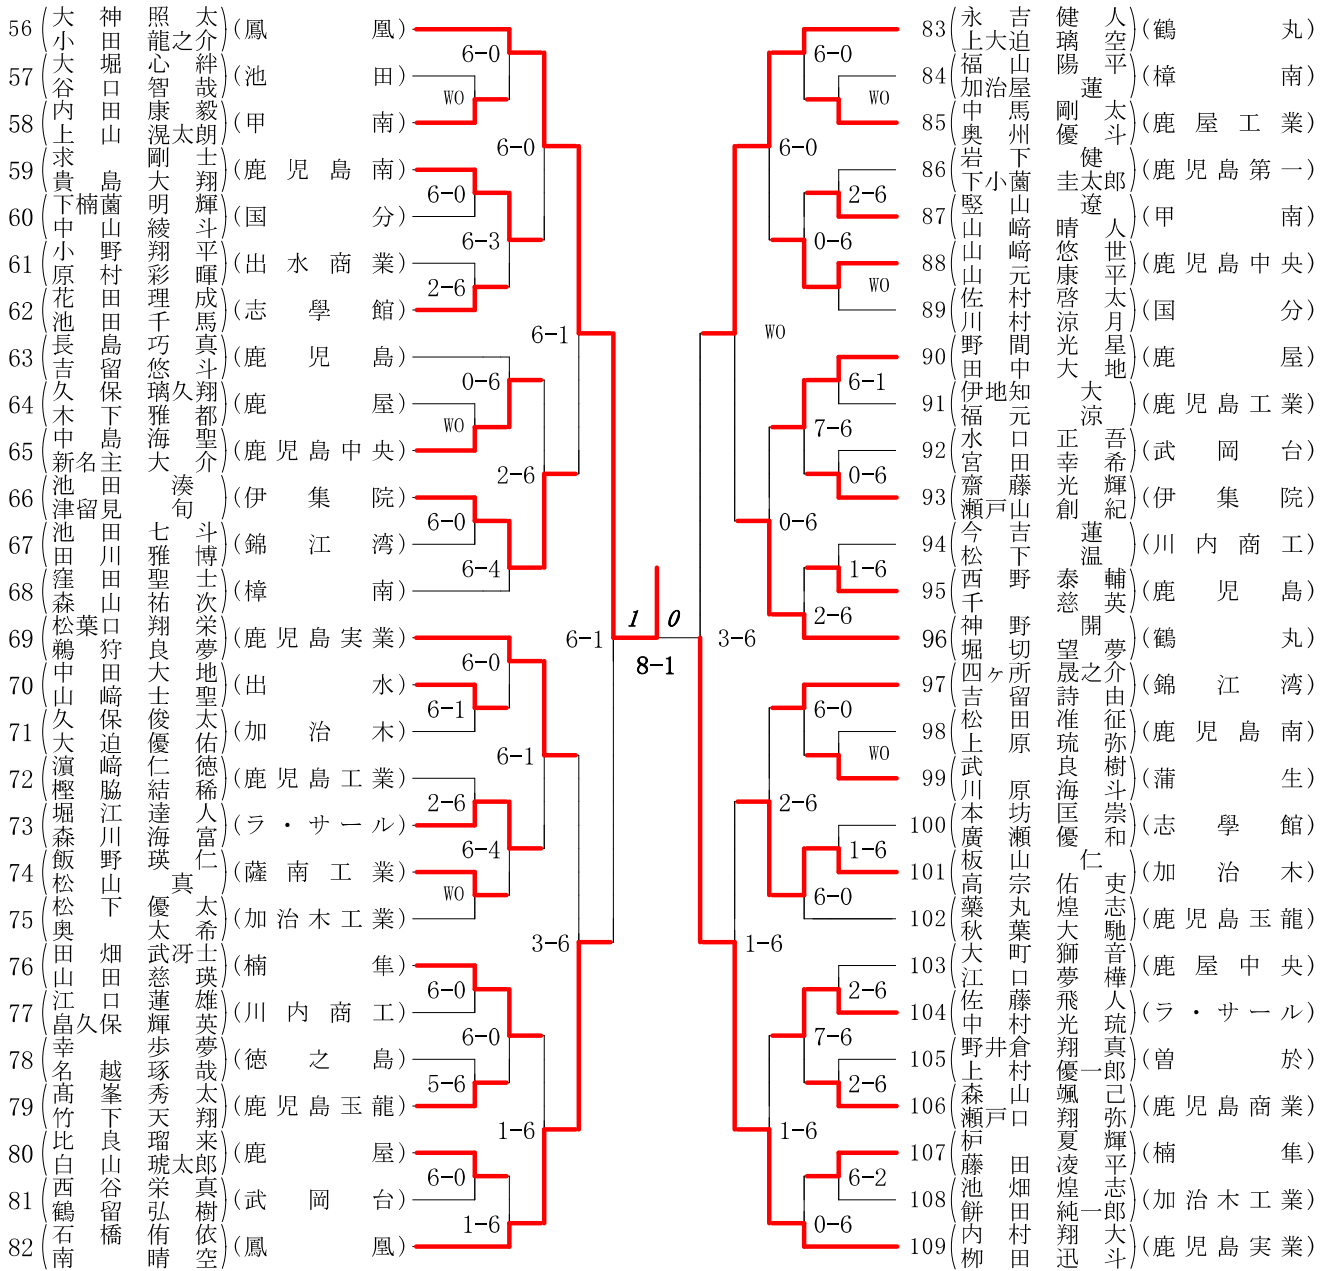 56 大神照太 小田龍之介 (鳳凰)
57 大堀心絆 谷口智哉 (池田)
58 内田康毅 上山滉太朗 (甲南)
59 求剛士 貴島大翔 (鹿児島南)
60 下楠薗明輝 中山綾斗 (国分)
61 小野翔平 原村彩暉 (出水商業)
62 花田理成 池田千馬 (志學館)
63 長島巧真 吉留悠斗 (鹿児島)
64 久保璃久翔 木下雅都 (鹿屋)
65 中島海聖 新名主大介 (鹿児島中央)
66 池田湊 津留見旬 (伊集院)
67 池田七斗 田川雅博 (錦江湾)
68 窪田聖士 森山祐次 (樟南)
69 松葉口翔栄 鵜狩良夢 (鹿児島実業)
70 中田大地 山﨑士聖 (出水)
71 久保俊太 大迫優佑 (加治木)
72 濵﨑仁徳 樫脇結稀 (鹿児島工業)
73 堀江達人 森川海富 (ラ・サール)
74 飯野瑛仁 松山真 (薩南工業)
75 松下優太 奥太希 (加治木工業)
76 田畑武冴士 山田慈瑛 (楠隼)
77 江口蓮雄 畠久保輝英 (川内商工)
78 幸歩夢 名越琢哉 (徳之島)
79 髙峯秀太 竹下天翔 (鹿児島玉龍)
80 比良瑠来 白山琥太郎 (鹿屋)
81 西谷栄真 鶴留弘樹 (武岡台)
82 石橋侑依 南晴空 (鳳凰)
6-0
WO
6-0
6-0
6-3
2-6
6-1
0-6
WO
2-6
6-0
6-4
6-1
6-0
6-1
6-1
2-6
6-4
WO
3-6
6-0
6-0
5-6
1-6
6-0
1-6
1 0
8-1
83 永吉健人 上大迫璃空 (鶴丸)
84 福山陽平 加治屋蓮 (樟南)
85 中馬剛太 奥州優斗 (鹿屋工業)
86 岩下健 下小薗圭太郎 (鹿児島第一)
87 竪山遼 山﨑晴人 (甲南)
88 山﨑悠世 山元康平 (鹿児島中央)
89 佐村啓太 川村涼月 (国分)
90 野間光星 田中大地 (鹿屋)
91 伊地知大 福元涼 (鹿児島工業)
92 水口正吾 宮田幸希 (武岡台)
93 齋藤光輝 瀬戸山創紀 (伊集院)
94 今吉蓮 松下温 (川内商工)
95 西野泰輔 千慈英 (鹿児島)
96 神野開 堀切望夢 (鶴丸)
97 四ヶ所晟之介 吉留詩由 (錦江湾)
98 松田准征 上原琉弥 (鹿児島南)
99 武良樹 川原海斗 (蒲生)
100 本坊匡崇 廣瀬優和 (志學館)
101 板山仁 高宗佑吏 (加治木)
102 薬丸煌志 秋葉大馳 (鹿児島玉龍)
103 大町獅音 江口夢樺 (鹿屋中央)
104 佐藤飛人 中村光琉 (ラ・サール)
105 野井倉翔真 上村優一郎 (曽於)
106 森山颯己 瀬戸口翔弥 (鹿児島商業)
107 枦夏輝 藤田凌平 (楠隼)
108 池畑煌志 餅田純一郎 (加治木工業)
109 内村翔大 栁田迅斗 (鹿児島実業)
6-0
WO
6-0
2-6
0-6
WO
WO
6-1
7-6
0-6
0-6
1-6
2-6
3-6
6-0
WO
2-6
1-6
6-0
1-6
2-6
7-6
2-6
1-6
6-2
0-6